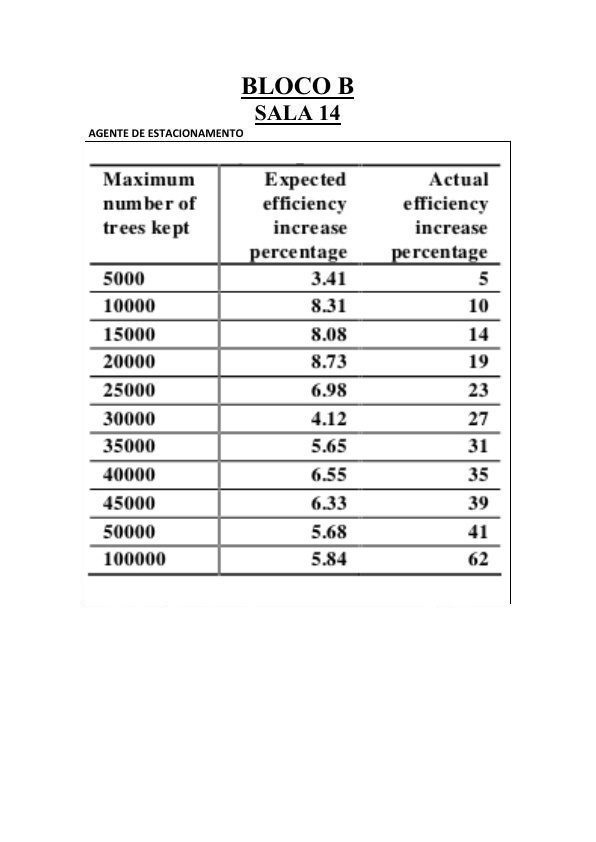 BLOCO B
SALA 14
AGENTE DE ESTACIONAMENTO
Maximum number of trees kept Expected efficiency increase percentage Actual efficiency increase percentage
5000 3.41 5
10000 8.31 10
15000 8.08 14
20000 8.73 19
25000 6.98 23
30000 4.12 27
35000 5.65 31
40000 6.55 35
45000 6.33 39
50000 5.68 41
100000 5.84 62